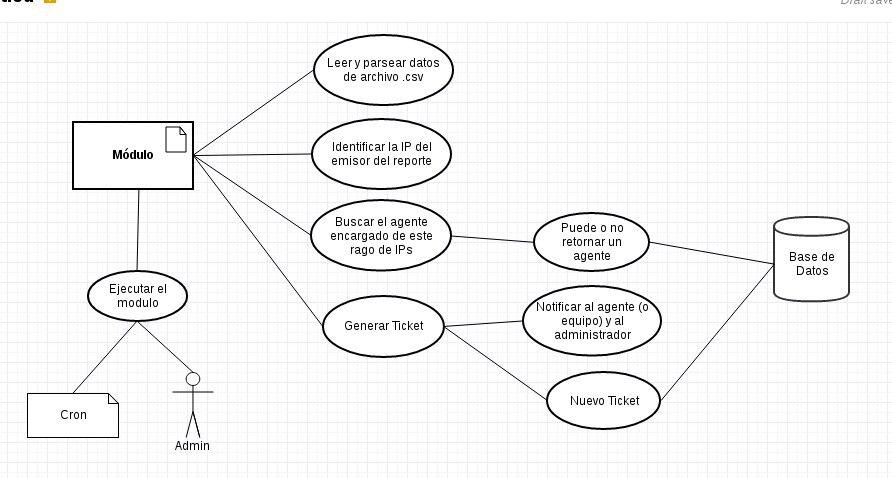 Draft save
Leer y parsear datos
de archivo .csv
Módulo
Identificar la IP del
emisor del reporte
Buscar el agente
encargado de este
rago de IPs
Puede o no
retornar un
agente
Base de
Datos
Ejecutar el
modulo
Generar Ticket
Notificar al agente (o
equipo) y al
administrador
Nuevo Ticket
Cron
Admin